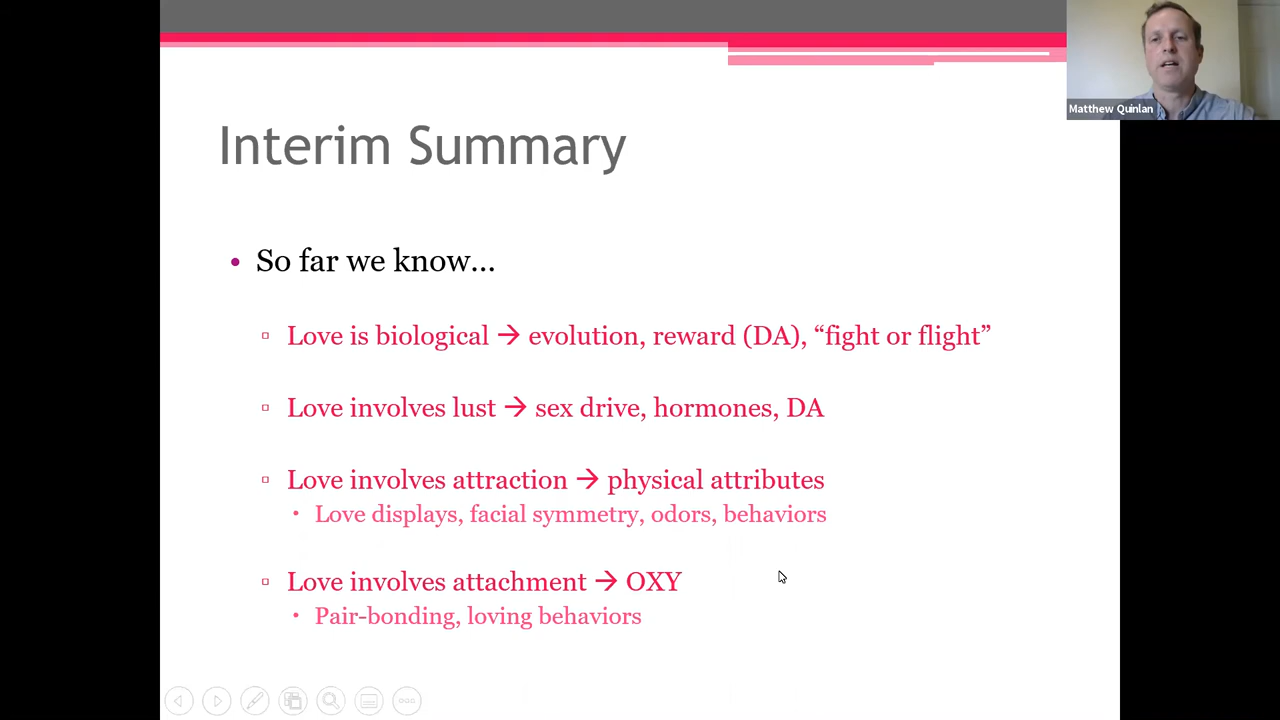 Matthew Quinlan
Interim Summary
• So far we know...
▫ Love is biological → evolution, reward (DA), “fight or flight”
▫ Love involves lust → sex drive, hormones, DA
▫ Love involves attraction → physical attributes
• Love displays, facial symmetry, odors, behaviors
▫ Love involves attachment → OXY
• Pair-bonding, loving behaviors